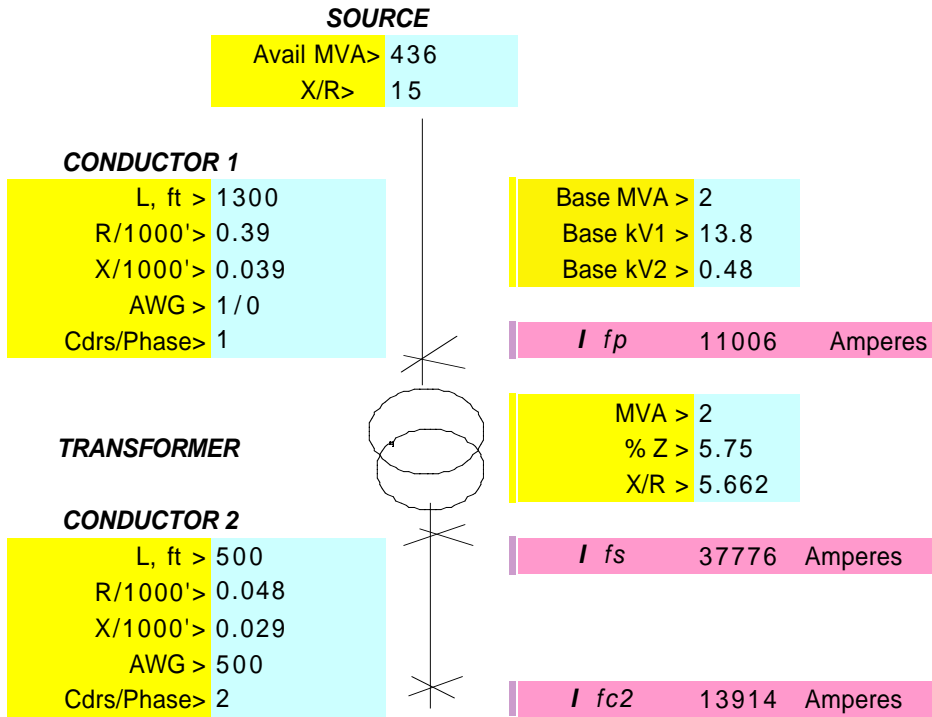 SOURCE
Avail MVA> 436
X/R> 15
CONDUCTOR 1
L, ft > 1300
R/1000'> 0.39
X/1000'> 0.039
AWG > 1/0
Cdrs/Phase> 1
Base MVA > 2
Base kV1 > 13.8
Base kV2 > 0.48
I fp 11006 Amperes
TRANSFORMER
MVA > 2
% Z > 5.75
X/R > 5.662
CONDUCTOR 2
L, ft > 500
R/1000'> 0.048
X/1000'> 0.029
AWG > 500
Cdrs/Phase> 2
I fs 37776 Amperes
I fc2 13914 Amperes